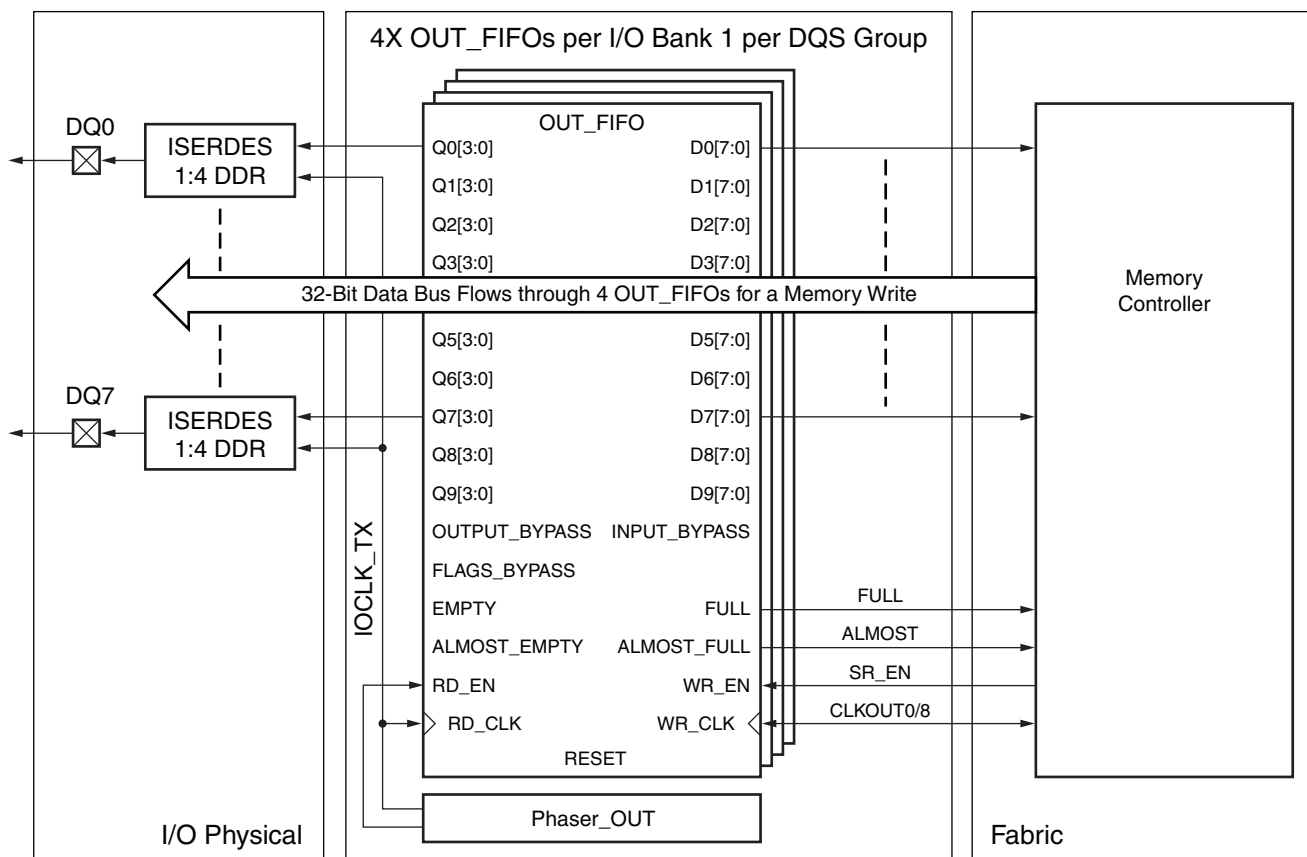 4X OUT_FIFOs per I/O Bank 1 per DQS Group
DQ0
ISERDES
1:4 DDR
DQ7
ISERDES
1:4 DDR
I/O Physical
IOCLK_TX
OUT_FIFO
Q0[3:0] D0[7:0]
Q1[3:0] D1[7:0]
Q2[3:0] D2[7:0]
Q3[3:0] D3[7:0]
32-Bit Data Bus Flows through 4 OUT_FIFOs for a Memory Write
Q5[3:0] D5[7:0]
Q6[3:0] D6[7:0]
Q7[3:0] D7[7:0]
Q8[3:0] D8[7:0]
Q9[3:0] D9[7:0]
OUTPUT_BYPASS INPUT_BYPASS
FLAGS_BYPASS
EMPTY FULL
ALMOST_EMPTY ALMOST_FULL
RD_EN WR_EN
RD_CLK WR_CLK
RESET
Phaser_OUT
FULL
ALMOST
SR_EN
CLKOUT0/8
Memory
Controller
Fabric